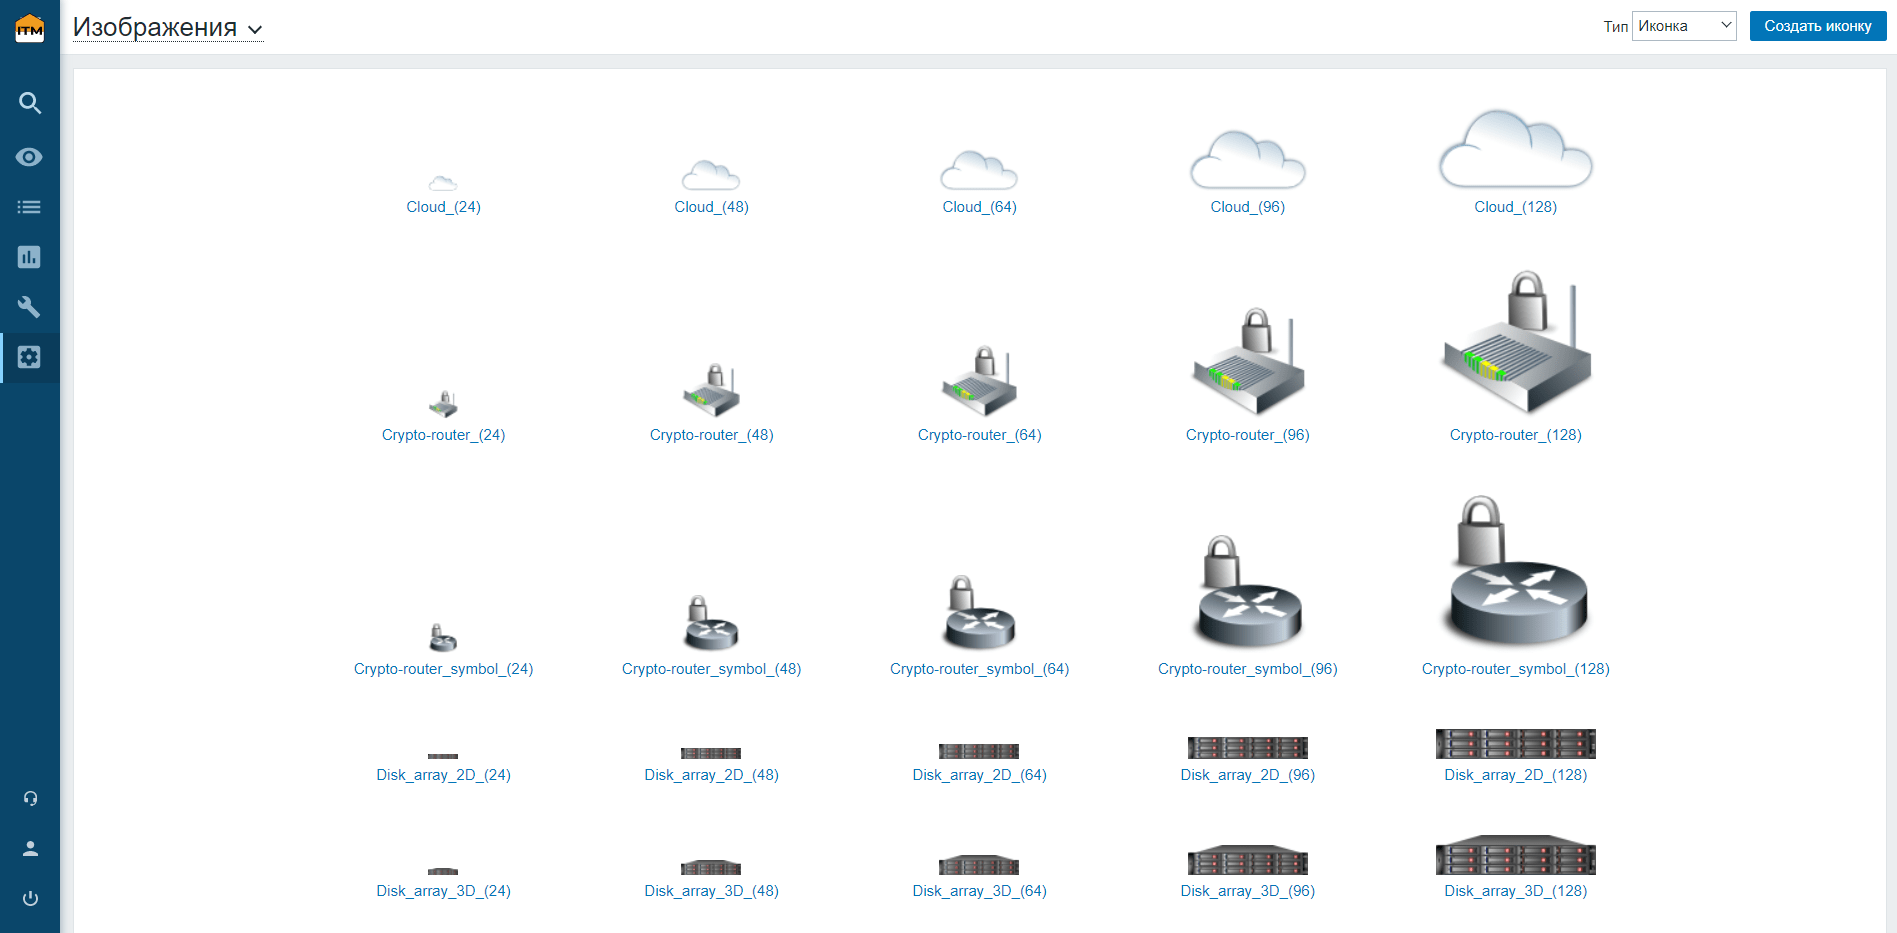 ITM
Изображения
Тип Иконка Создать иконку
Cloud_(24) Cloud_(48) Cloud_(64) Cloud_(96) Cloud_(128)
Crypto-router_(24) Crypto-router_(48) Crypto-router_(64) Crypto-router_(96) Crypto-router_(128)
Crypto-router_symbol_(24) Crypto-router_symbol_(48) Crypto-router_symbol_(64) Crypto-router_symbol_(96) Crypto-router_symbol_(128)
Disk_array_2D_(24) Disk_array_2D_(48) Disk_array_2D_(64) Disk_array_2D_(96) Disk_array_2D_(128)
Disk_array_3D_(24) Disk_array_3D_(48) Disk_array_3D_(64) Disk_array_3D_(96) Disk_array_3D_(128)